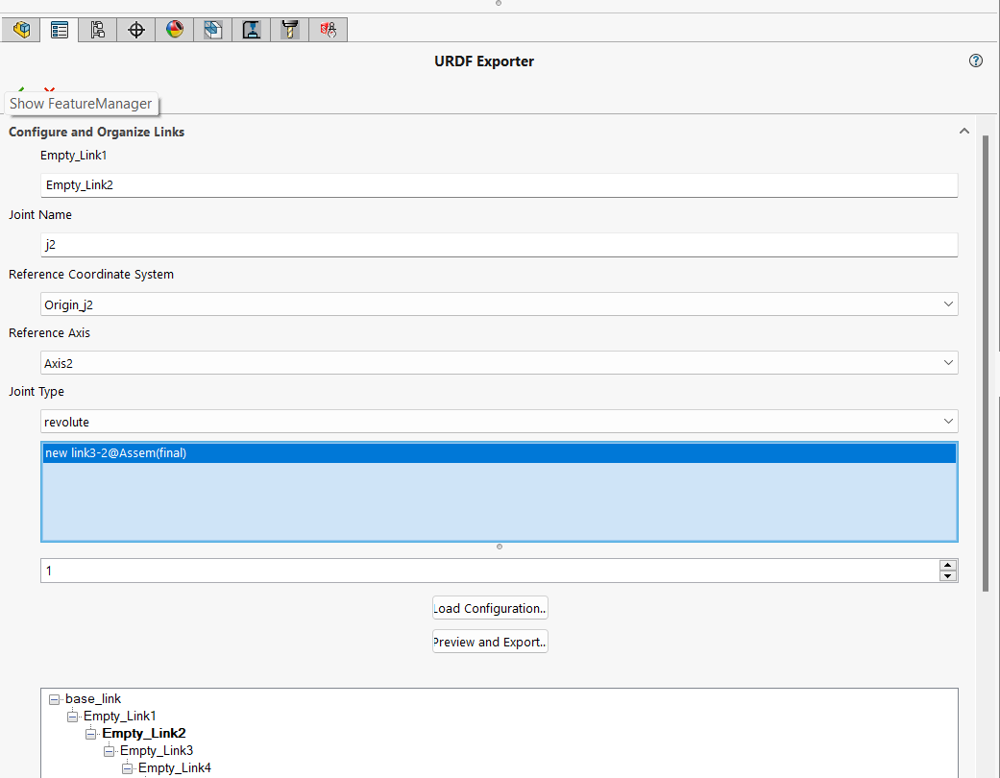 URDF Exporter
Show FeatureManager
Configure and Organize Links
Empty_Link1
Empty_Link2
Joint Name
j2
Reference Coordinate System
Origin_j2
Reference Axis
Axis2
Joint Type
revolute
new link3-2@Assem(final)
1
Load Configuration..
Preview and Export..
base_link
Empty_Link1
Empty_Link2
Empty_Link3
Empty_Link4